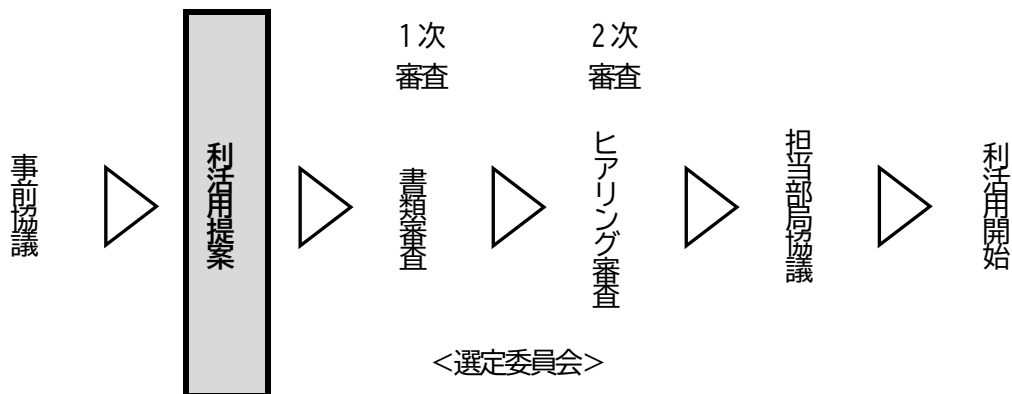 事前協議
利活用提案
1次
審査
書類審査
2次
審査
ヒアリング審査
<選定委員会>
担当部局協議
利活用開始